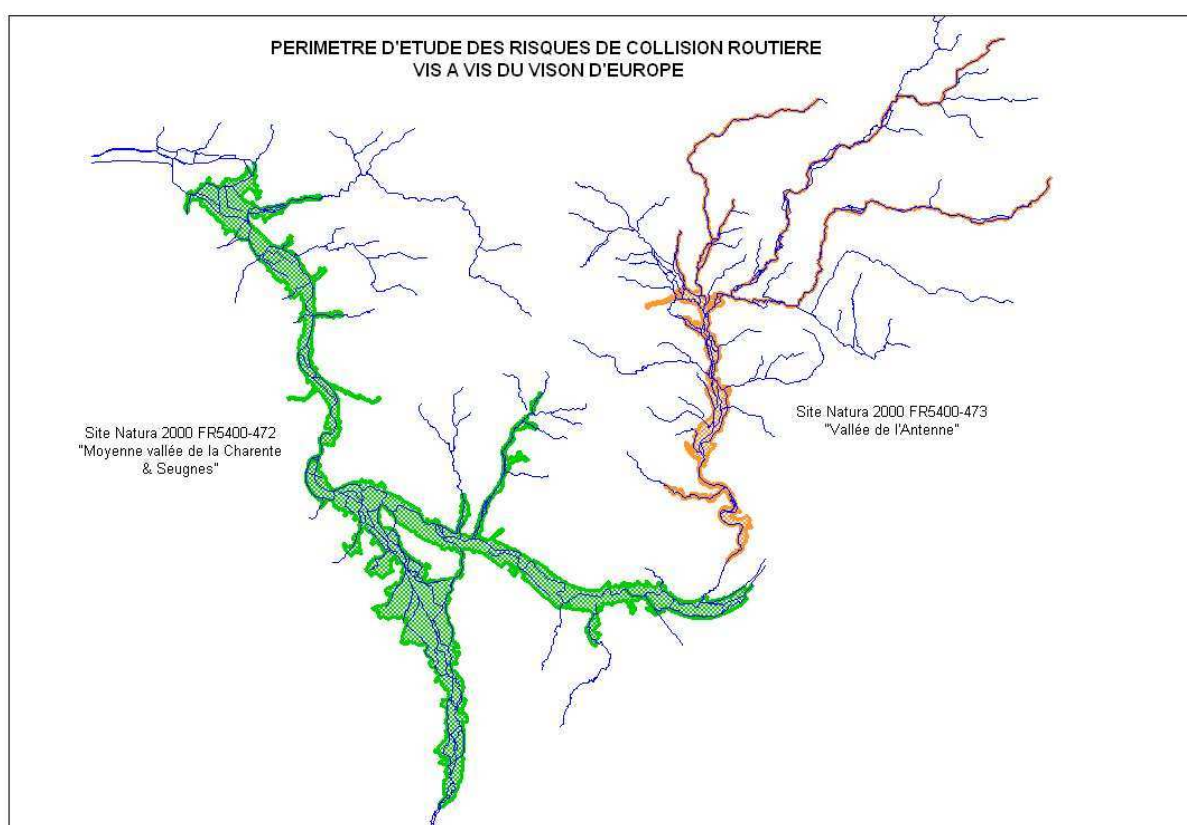 PERIMETRE D'ETUDE DES RISQUES DE COLLISION ROUTIERE
VIS A VIS DU VISON D'EUROPE
Site Natura 2000 FR5400-472
"Moyenne vallée de la Charente
& Seugnes"
Site Natura 2000 FR5400-473
"Vallée de l'Antenne"